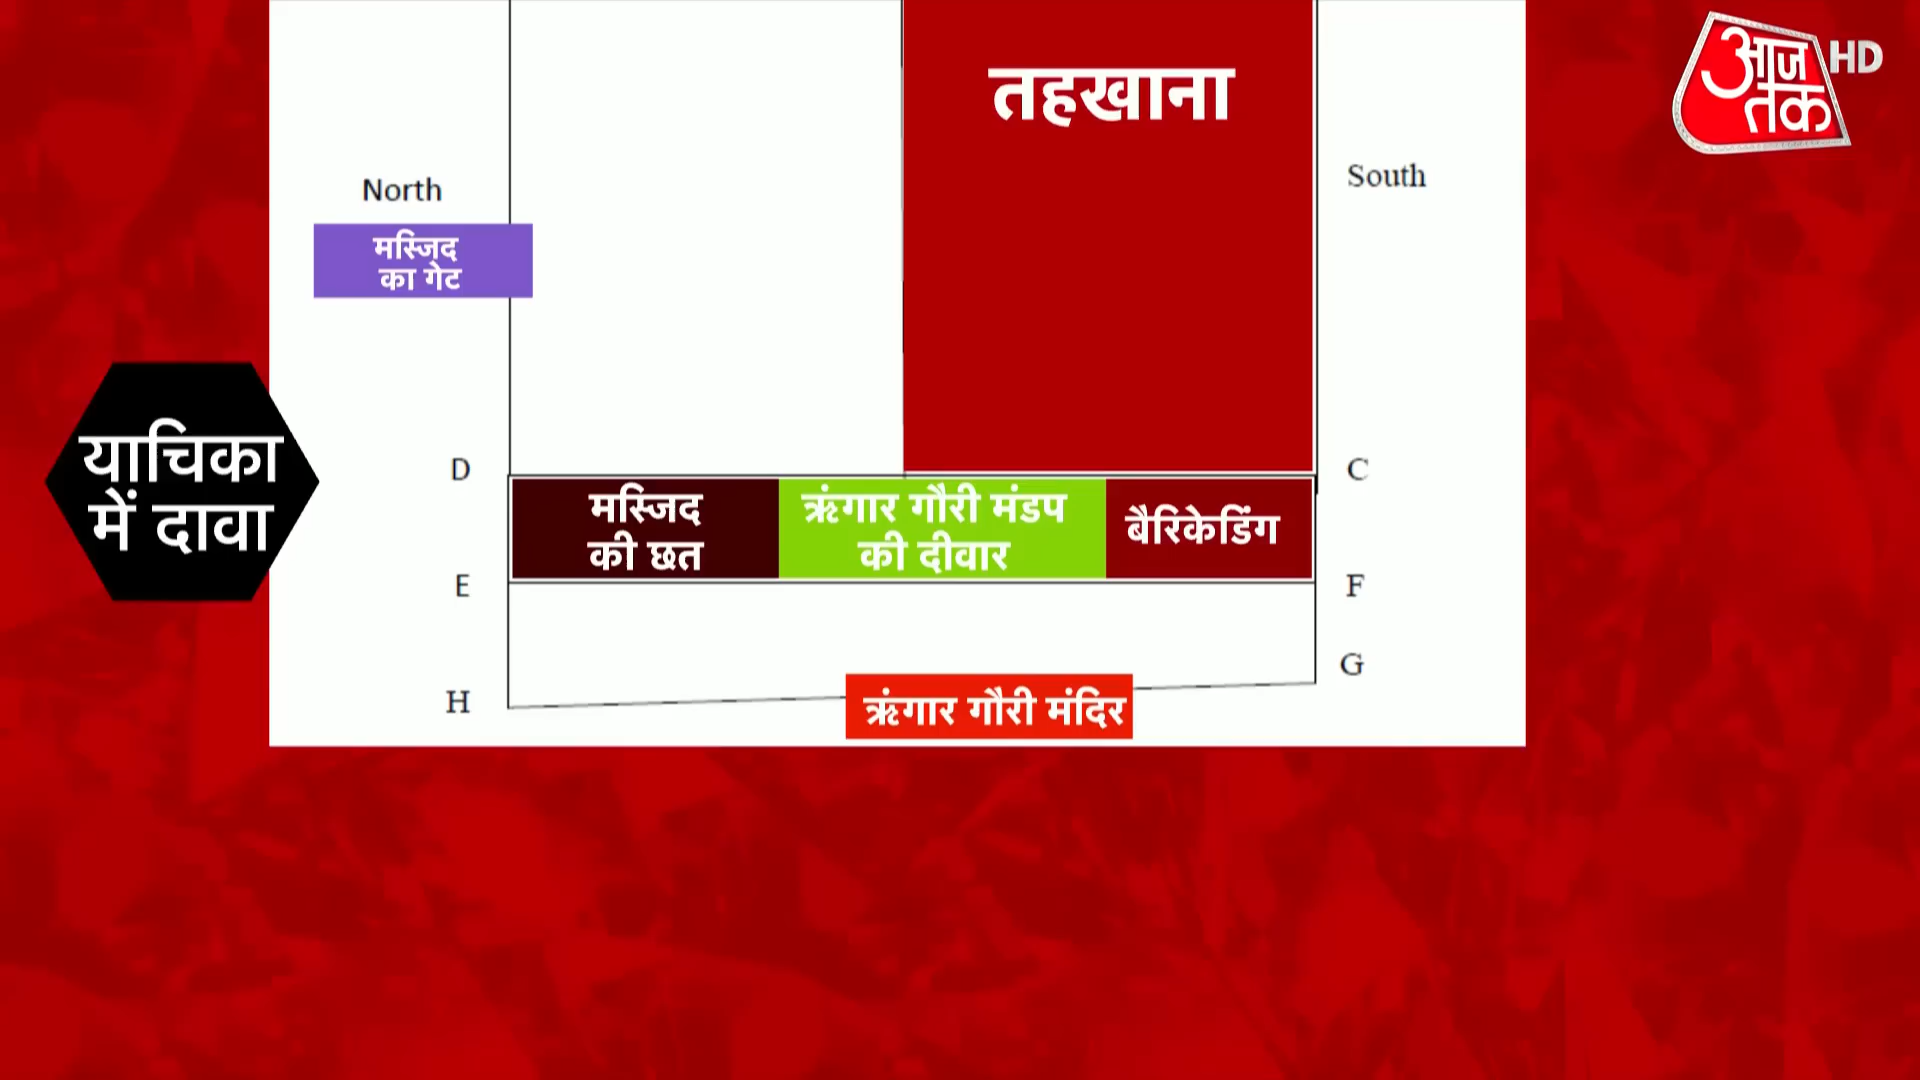 आज
तक
HD
तहखाना
North
South
मस्जिद
का गेट
याचिका
में दावा
D
C
मस्जिद
की छत
ऋंगार गौरी मंडप
की दीवार
बैरिकेडिंग
E
F
G
H
ऋंगार गौरी मंदिर